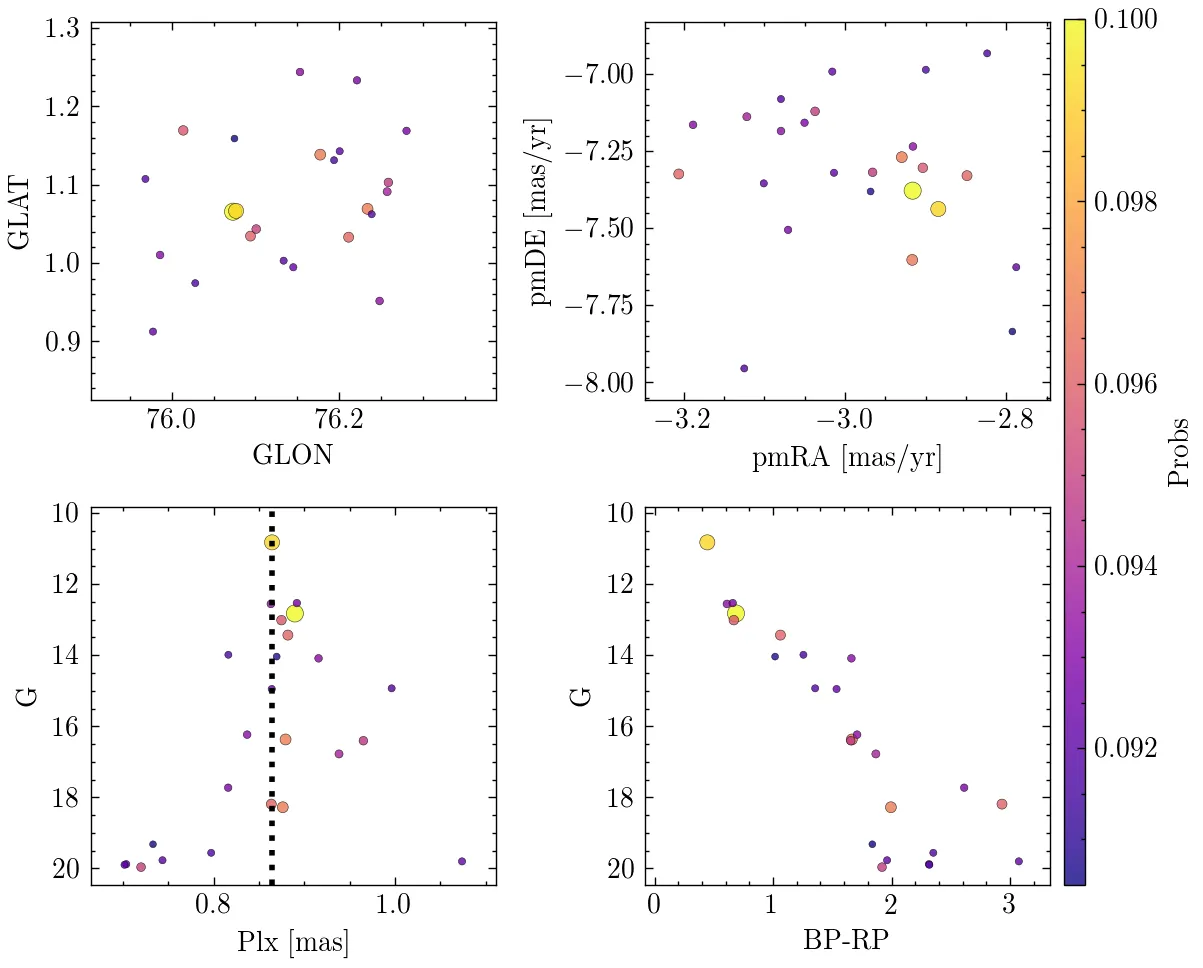 1.3
1.2
1.1
1.0
0.9
GLAT
76.0 76.2
GLON
−7.00
−7.25
−7.50
−7.75
−8.00
pmDE [mas/yr]
−3.2 −3.0 −2.8
pmRA [mas/yr]
0.100
0.098
0.096
0.094
0.092
Probs
10
12
14
16
18
20
G
0.8 1.0
Plx [mas]
10
12
14
16
18
20
G
0 1 2 3
BP-RP